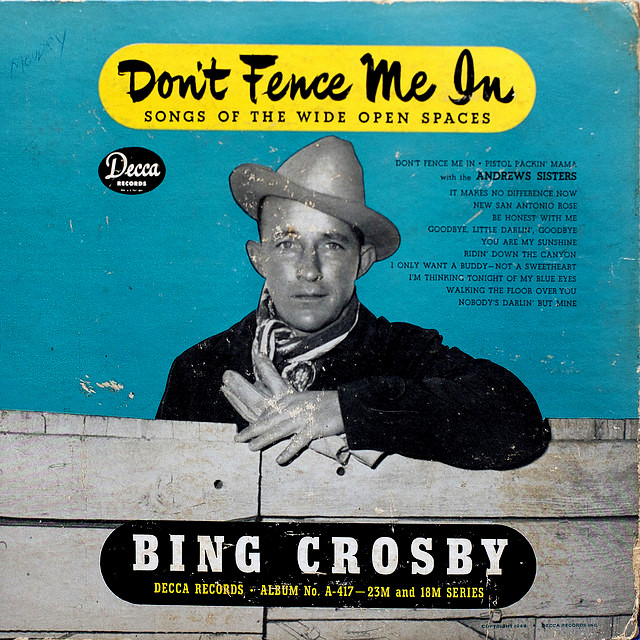 Don't Fence Me In
SONGS OF THE WIDE OPEN SPACES
Decca
RECORDS
DON'T FENCE ME IN • PISTOL PACKIN' MAMA
with the ANDREWS SISTERS
IT MAKES NO DIFFERENCE NOW
NEW SAN ANTONIO ROSE
BE HONEST WITH ME
GOODBYE, LITTLE DARLIN', GOODBYE
YOU ARE MY SUNSHINE
RIDIN' DOWN THE CANYON
I ONLY WANT A BUDDY—NOT A SWEETHEART
I'M THINKING TONIGHT OF MY BLUE EYES
WALKING THE FLOOR OVER YOU
NOBODY'S DARLIN' BUT MINE
BING CROSBY
DECCA RECORDS • ALBUM No. A-417—23M and 18M SERIES
COPYRIGHT • DECCA RECORDS INC.